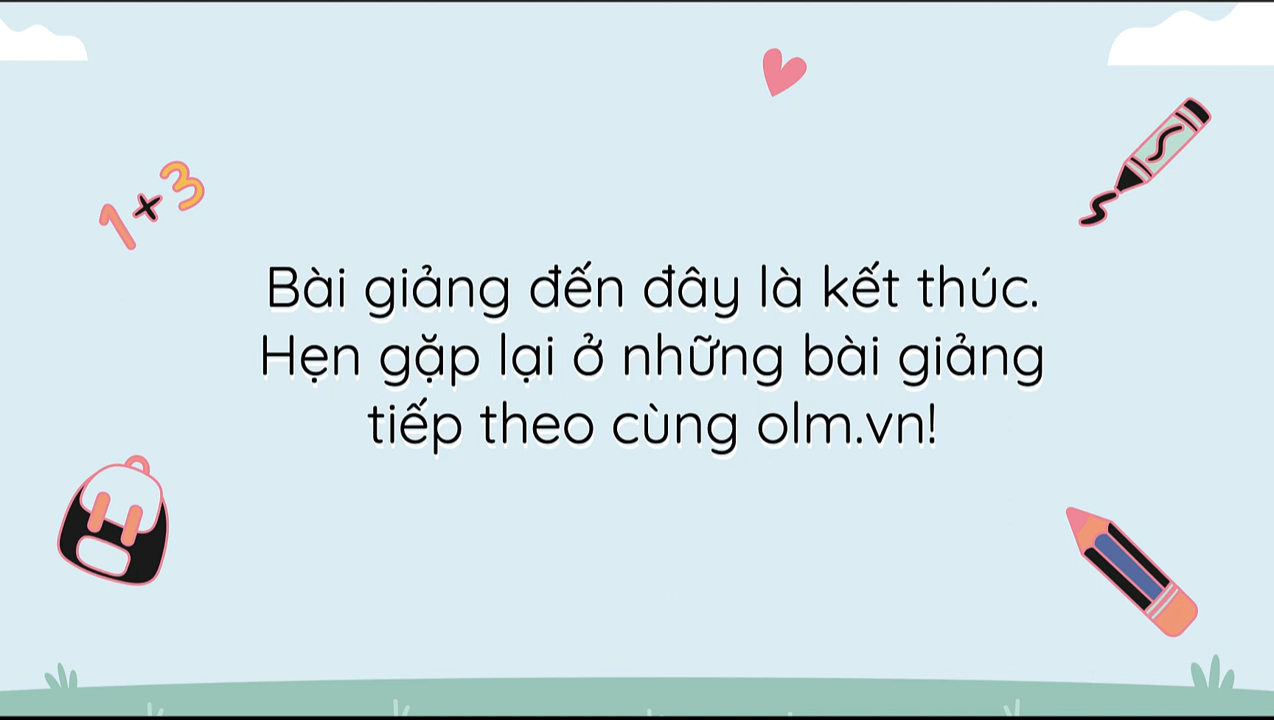 1+3
Bài giảng đến đây là kết thúc.
Hẹn gặp lại ở những bài giảng
tiếp theo cùng olm.vn!